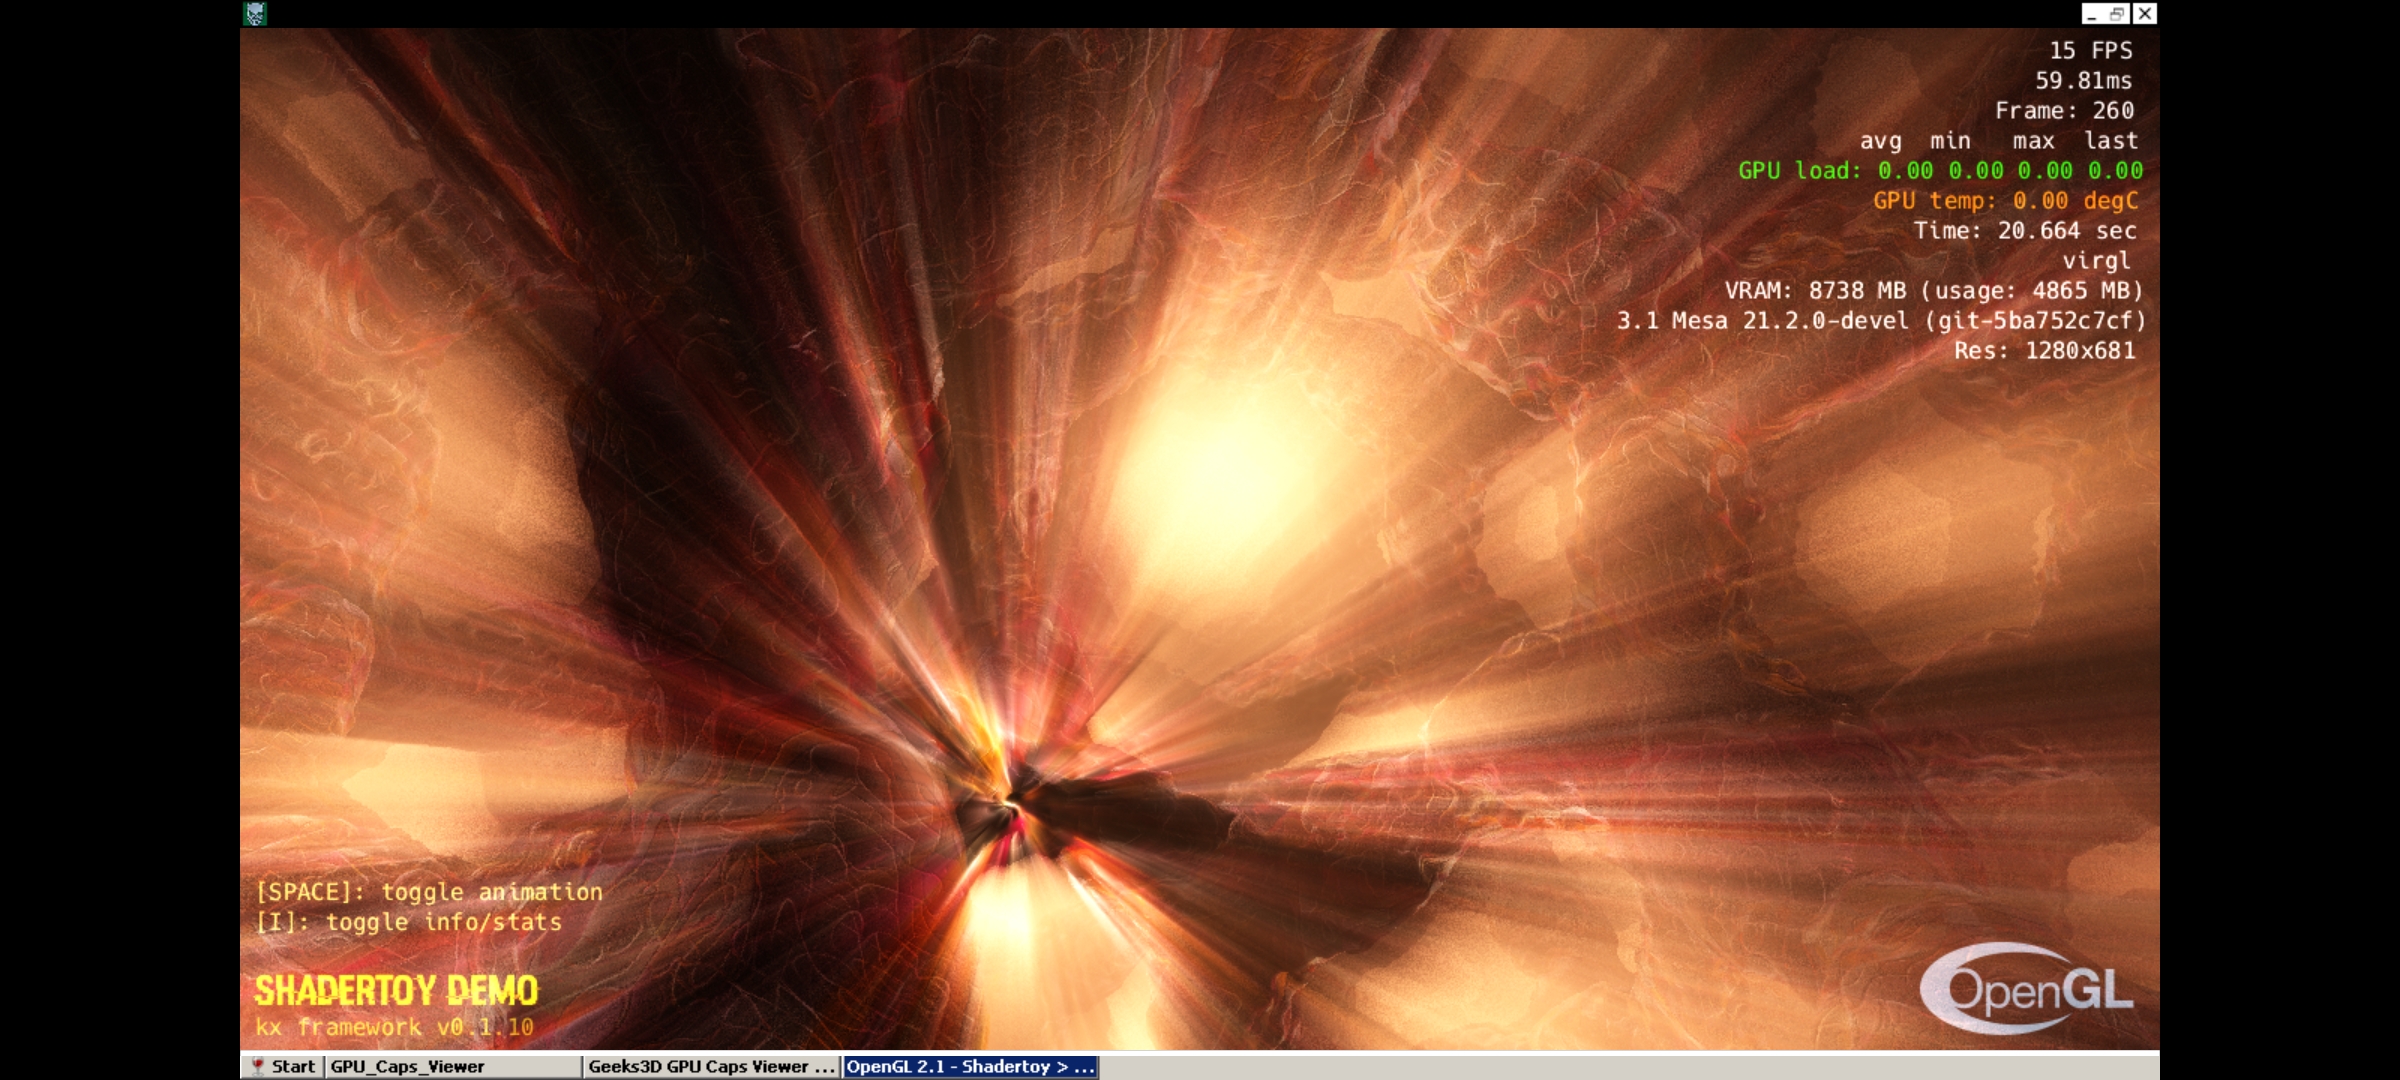 15 FPS
59.81ms
Frame: 260
avg min max last
GPU load: 0.00 0.00 0.00 0.00
GPU temp: 0.00 degC
Time: 20.664 sec
virgl
VRAM: 8738 MB (usage: 4865 MB)
3.1 Mesa 21.2.0-devel (git-5ba752c7cf)
Res: 1280x681
[SPACE]: toggle animation
[I]: toggle info/stats
SHADERTOY DEMO
kx framework v0.1.10
OpenGL
Start GPU_Caps_Viewer Geeks3D GPU Caps Viewer ... OpenGL 2.1 - Shadertoy > ...